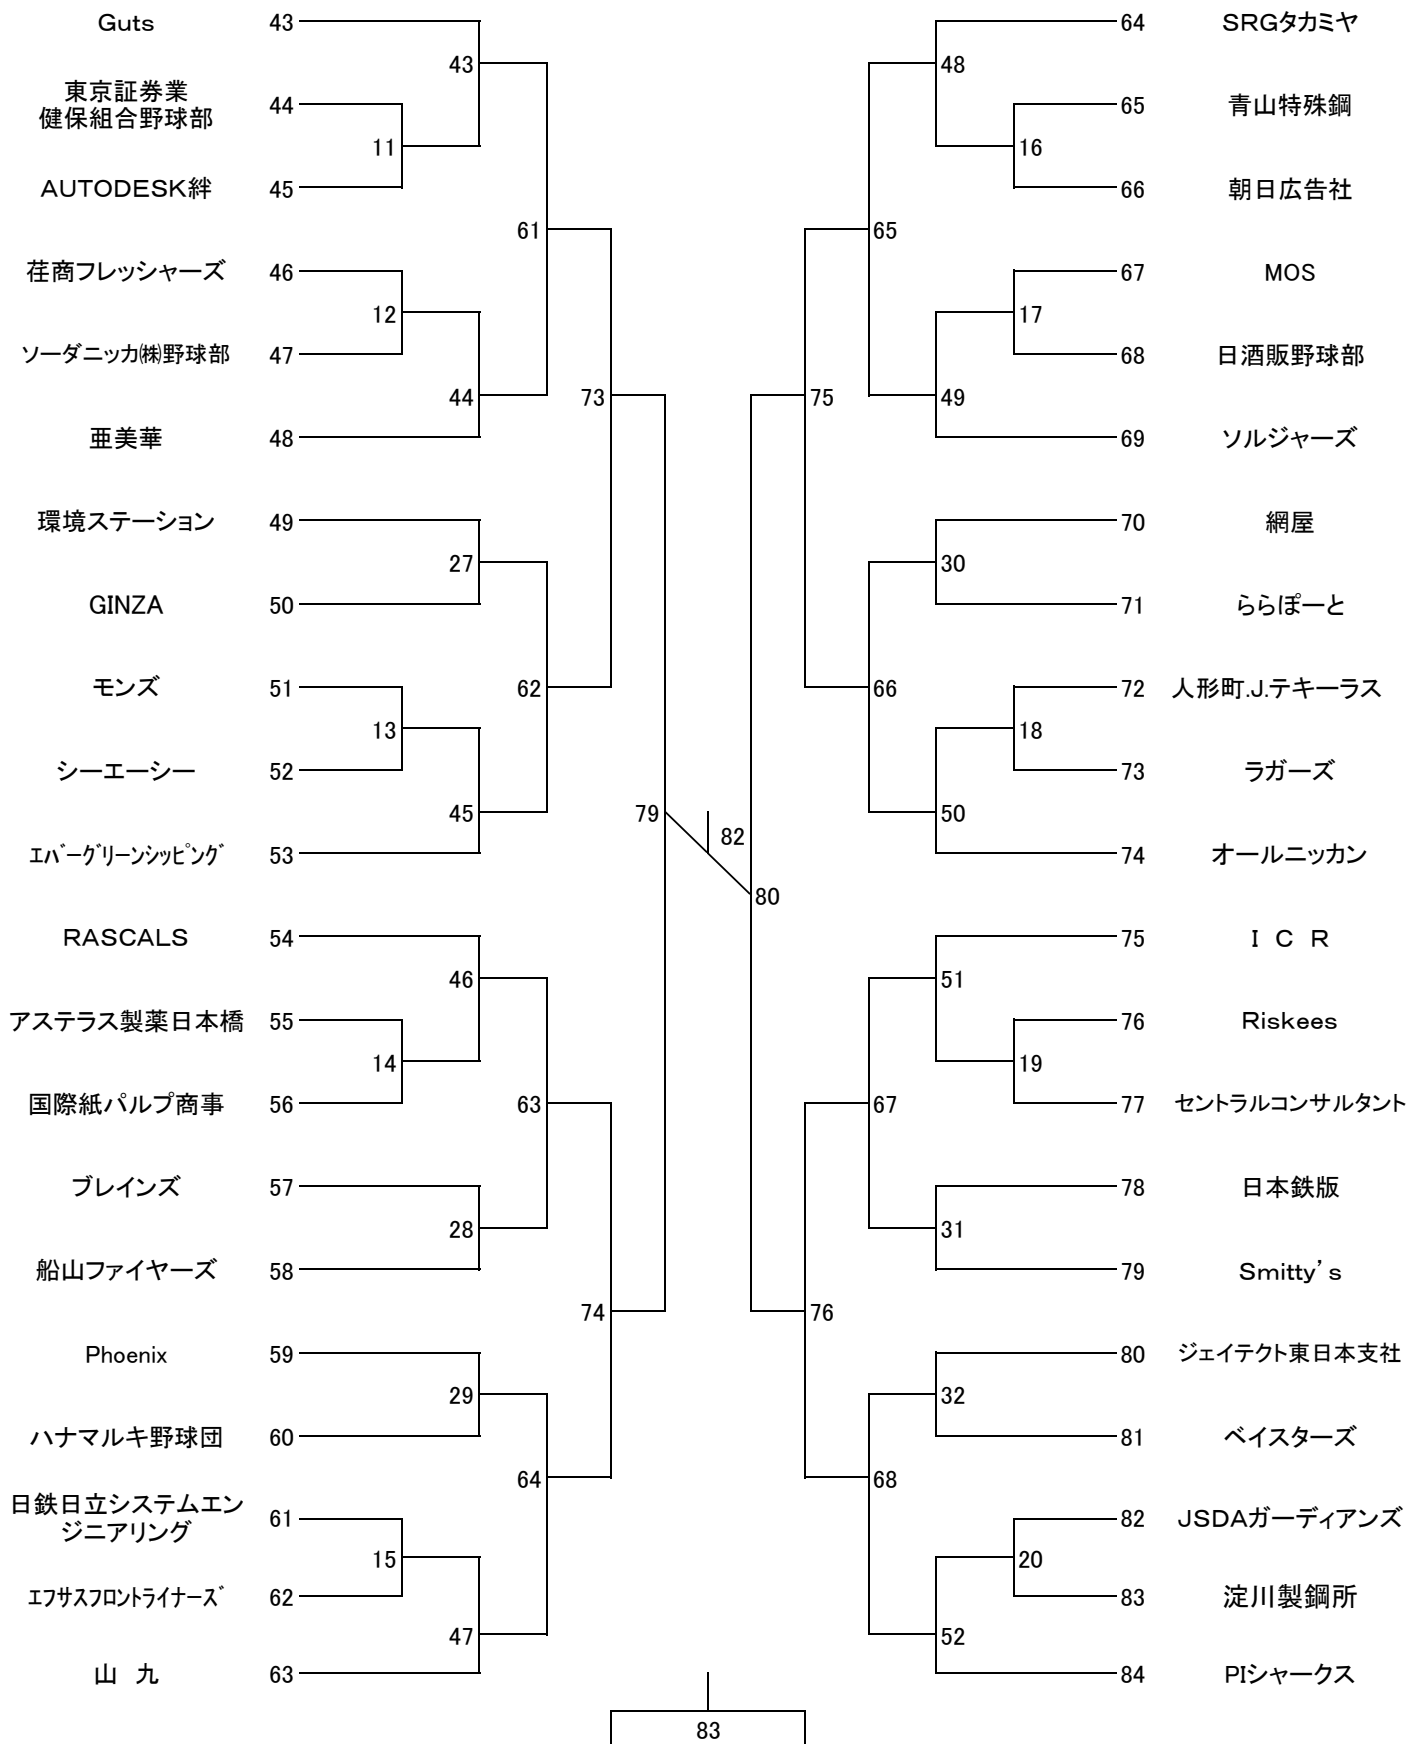 Guts 43
43
東京証券業
健保組合野球部 44
11
AUTODESK絆 45
61
荏商フレッシャーズ 46
12
ソーダニッカ㈱野球部 47
44
73
亜美華 48
環境ステーション 49
27
GINZA 50
モンズ 51
62
13
シーエーシー 52
45
79
エバーグリーンシッピング 53
RASCALS 54
46
アステラス製薬日本橋 55
14
国際紙パルプ商事 56
63
ブレインズ 57
28
船山ファイヤーズ 58
74
Phoenix 59
29
ハナマルキ野球団 60
64
日鉄日立システムエン
ジニアリング 61
15
エフサスフロントライナーズ 62
47
山 九 63
82
80
83
64 SRGタカミヤ
48
65 青山特殊鋼
16
66 朝日広告社
65
67 MOS
17
68 日酒販野球部
75
49
69 ソルジャーズ
70 網屋
30
71 ららぽーと
66
72 人形町.J.テキーラス
18
73 ラガーズ
50
74 オールニッカン
75 I C R
51
76 Riskees
19
67
77 セントラルコンサルタント
78 日本鉄版
31
79 Smitty’s
76
80 ジェイテクト東日本支社
32
81 ベイスターズ
68
82 JSDAガーディアンズ
20
83 淀川製鋼所
52
84 PIシャークス